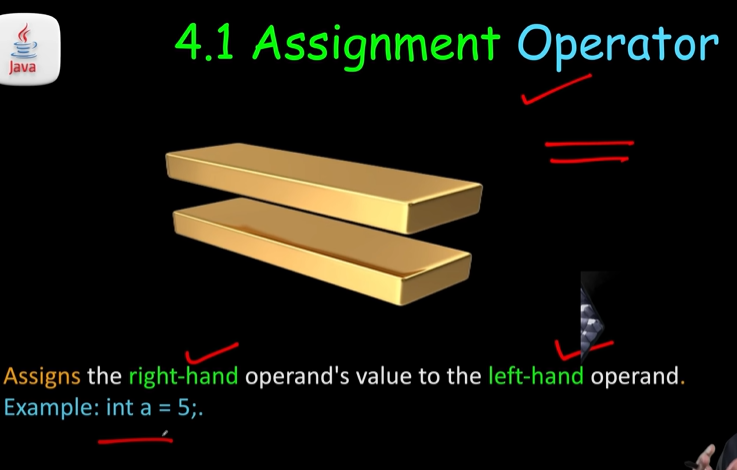 Java
4.1 Assignment Operator
Assigns the right-hand operand's value to the left-hand operand.
Example: int a = 5;.